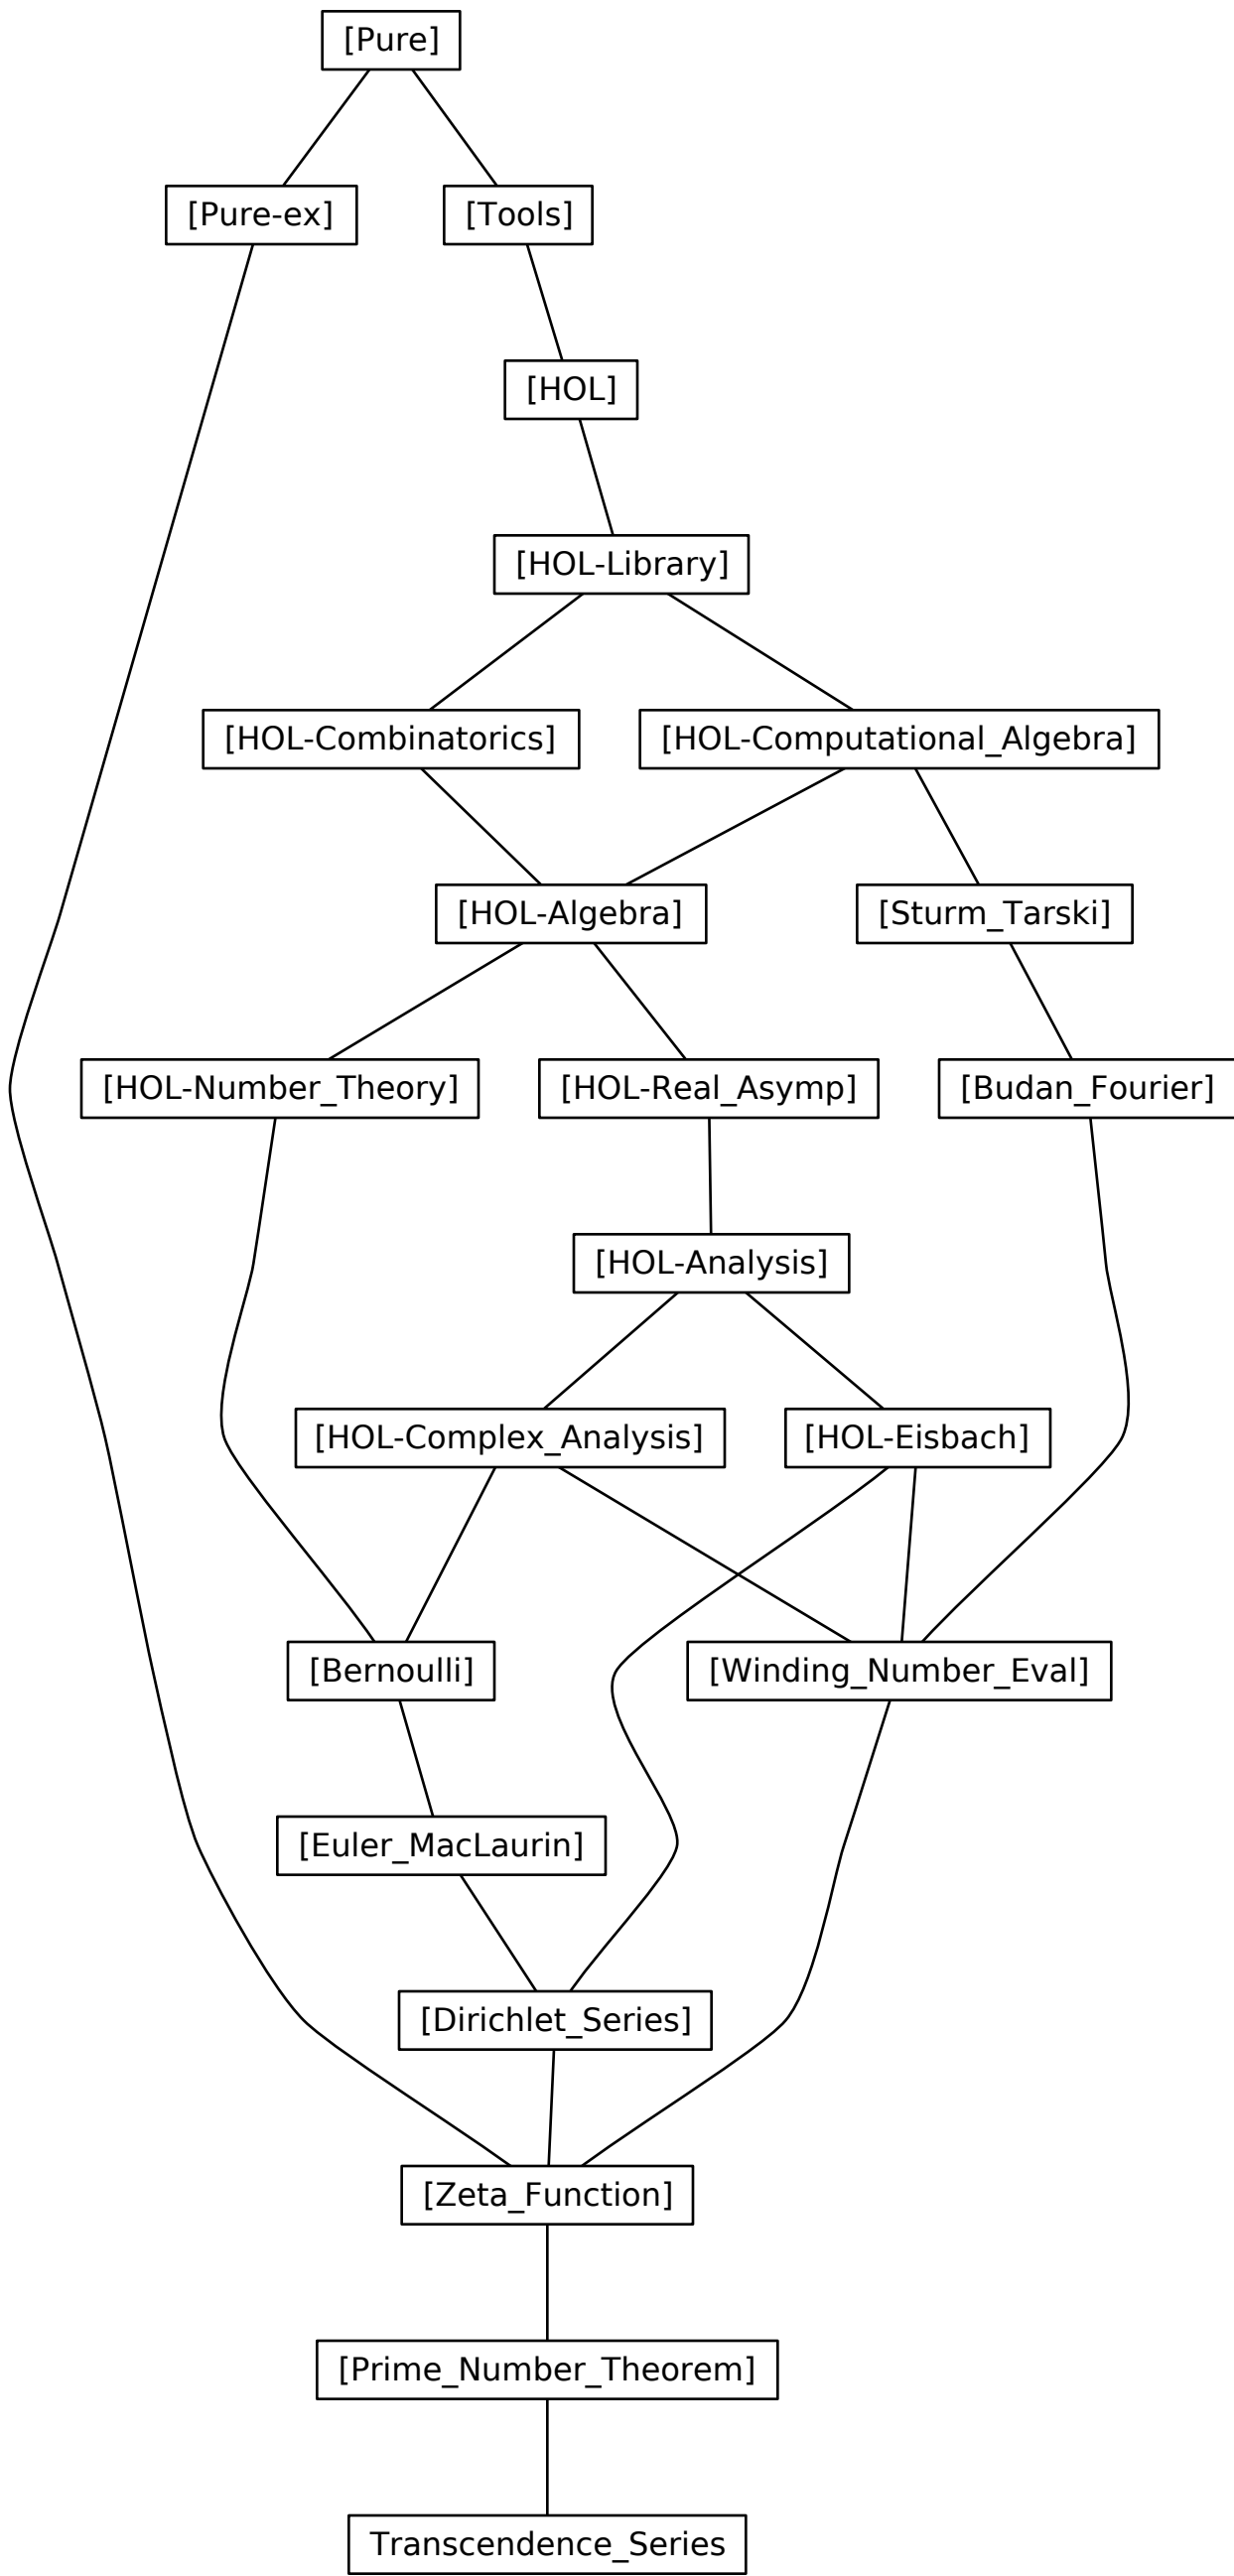 [Pure]
[Pure-ex]
[Tools]
[HOL]
[HOL-Library]
[HOL-Combinatorics]
[HOL-Computational_Algebra]
[HOL-Algebra]
[Sturm_Tarski]
[HOL-Number_Theory]
[HOL-Real_Asymp]
[Budan_Fourier]
[HOL-Analysis]
[HOL-Complex_Analysis]
[HOL-Eisbach]
[Bernoulli]
[Winding_Number_Eval]
[Euler_MacLaurin]
[Dirichlet_Series]
[Zeta_Function]
[Prime_Number_Theorem]
Transcendence_Series